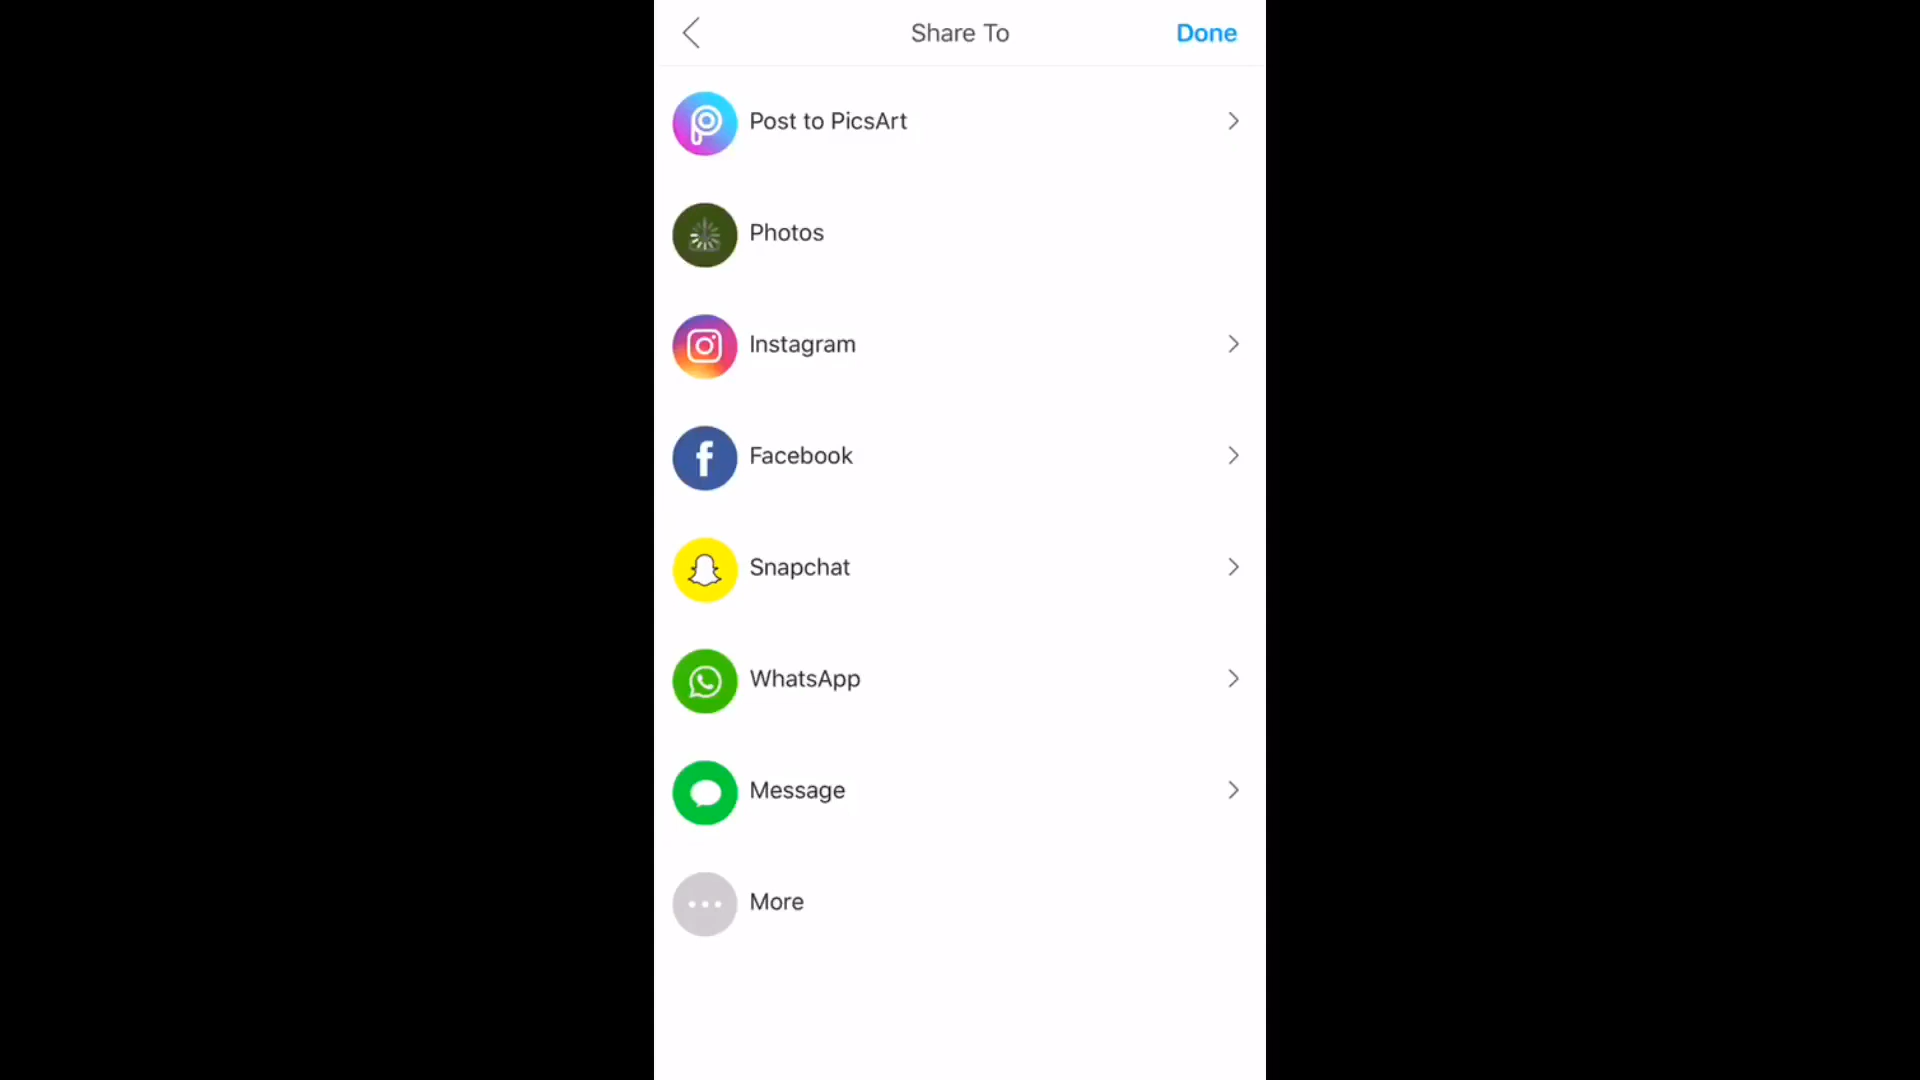 Share To
Done
Post to PicsArt
Photos
Instagram
Facebook
Snapchat
WhatsApp
Message
More